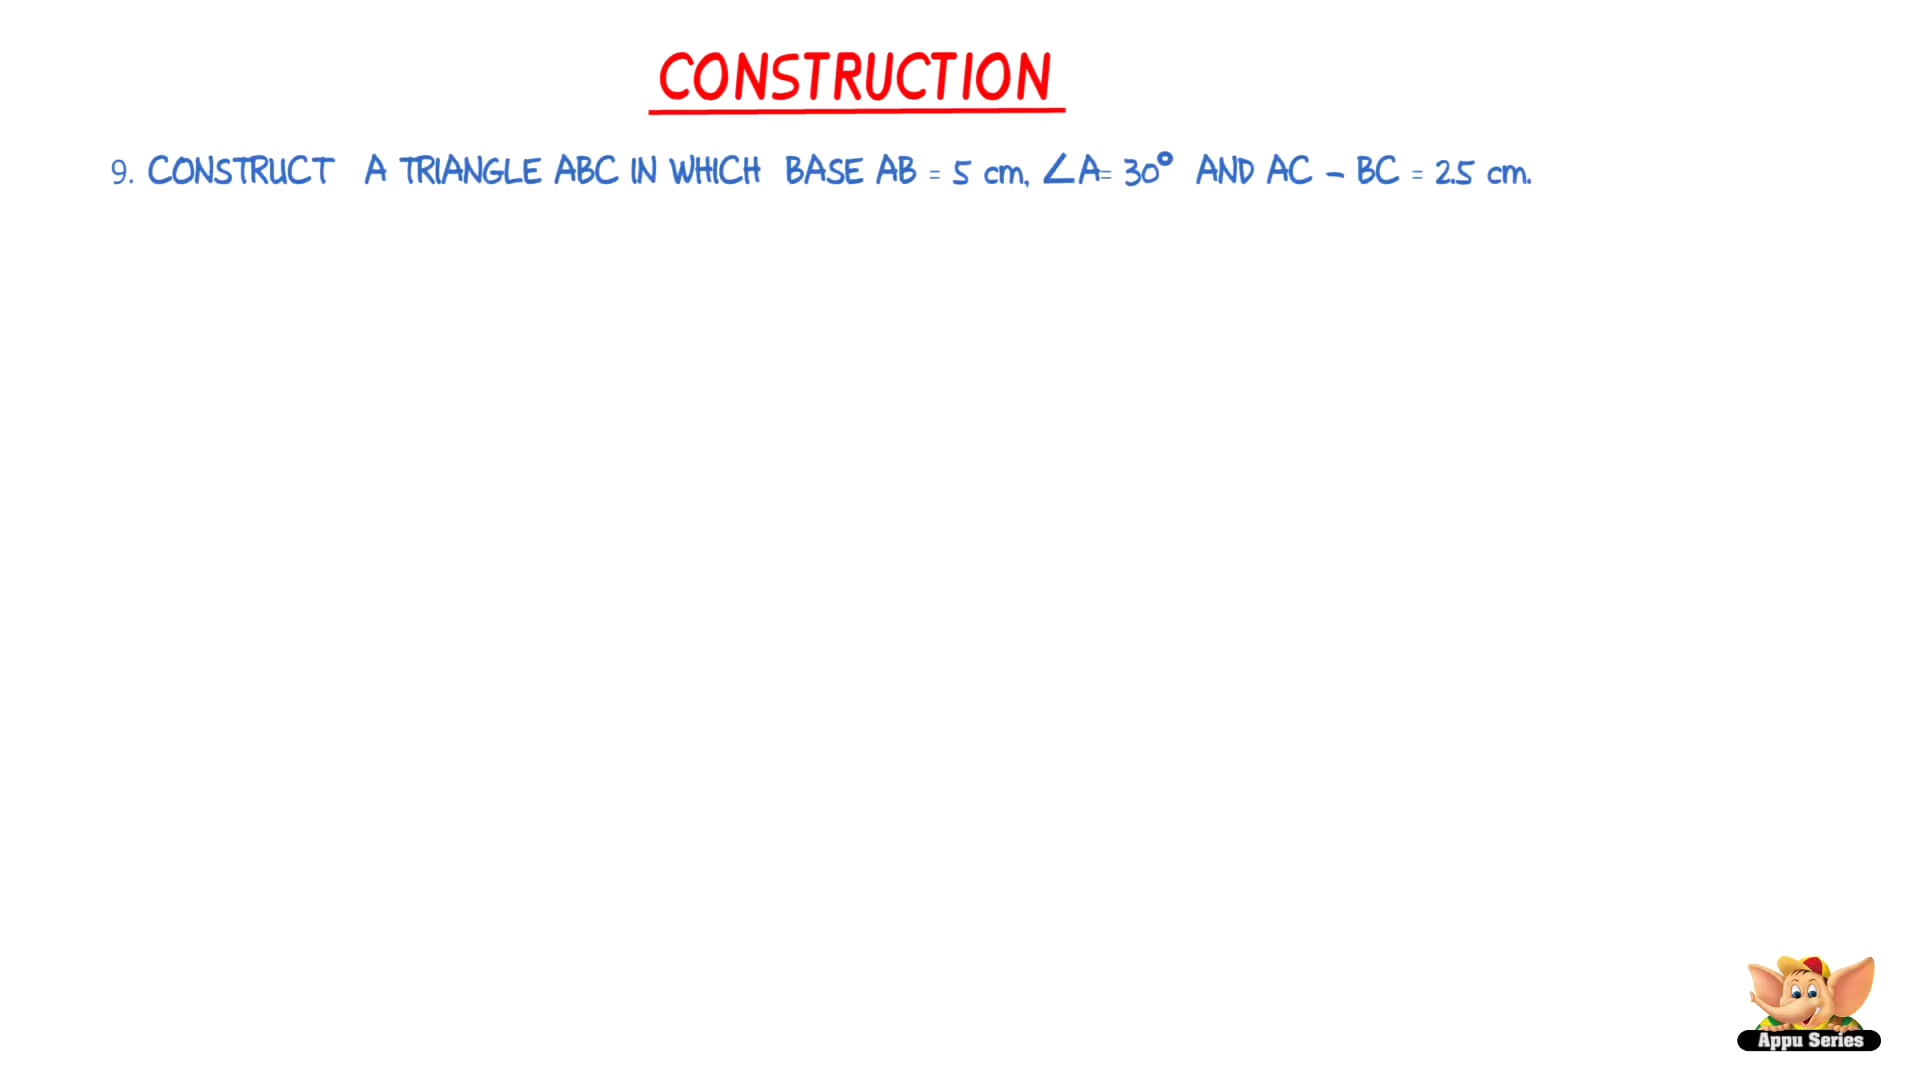 CONSTRUCTION
9. CONSTRUCT A TRIANGLE ABC IN WHICH BASE AB = 5 cm, ∠A= 30° AND AC - BC = 2.5 cm.
Appu Series